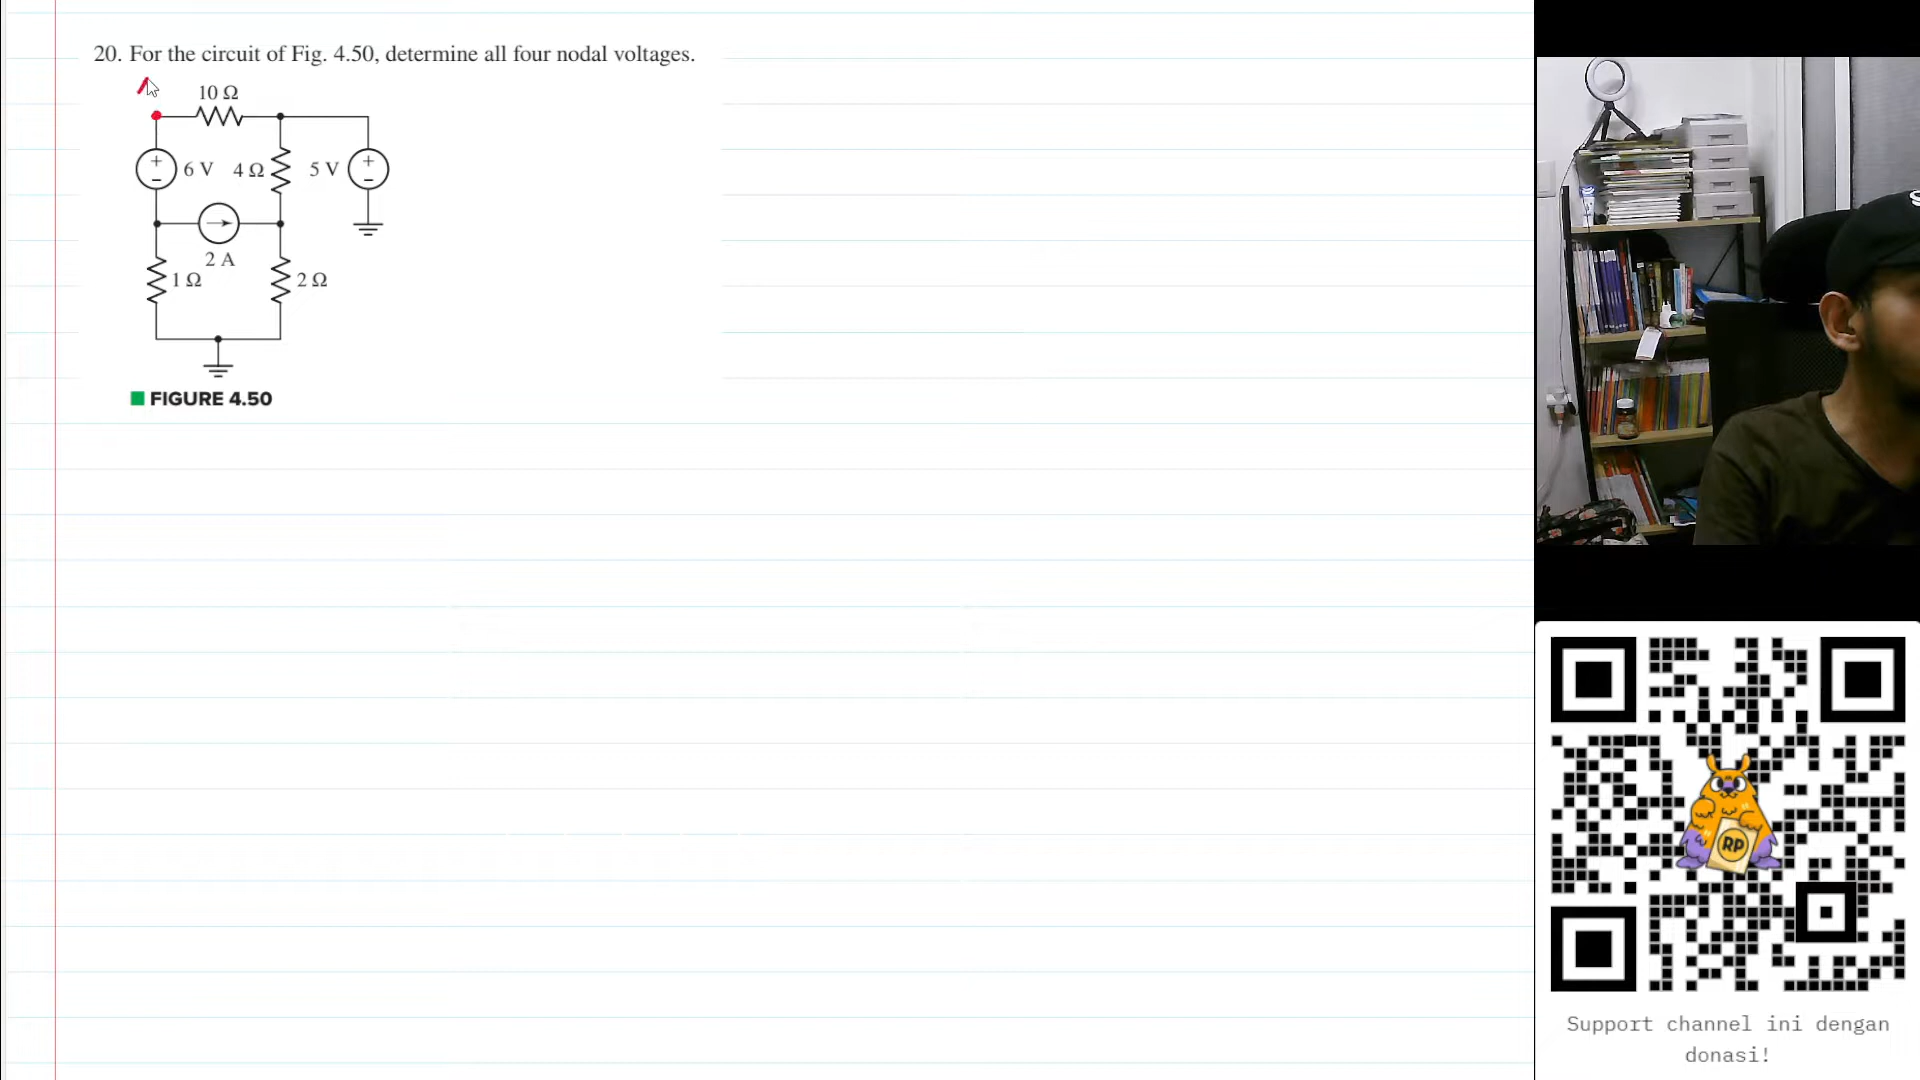 20. For the circuit of Fig. 4.50, determine all four nodal voltages.
10 Ω
+
6 V
4 Ω
5 V
+
−
−
2 A
1 Ω
2 Ω
FIGURE 4.50
RP
Support channel ini dengan
donasi!